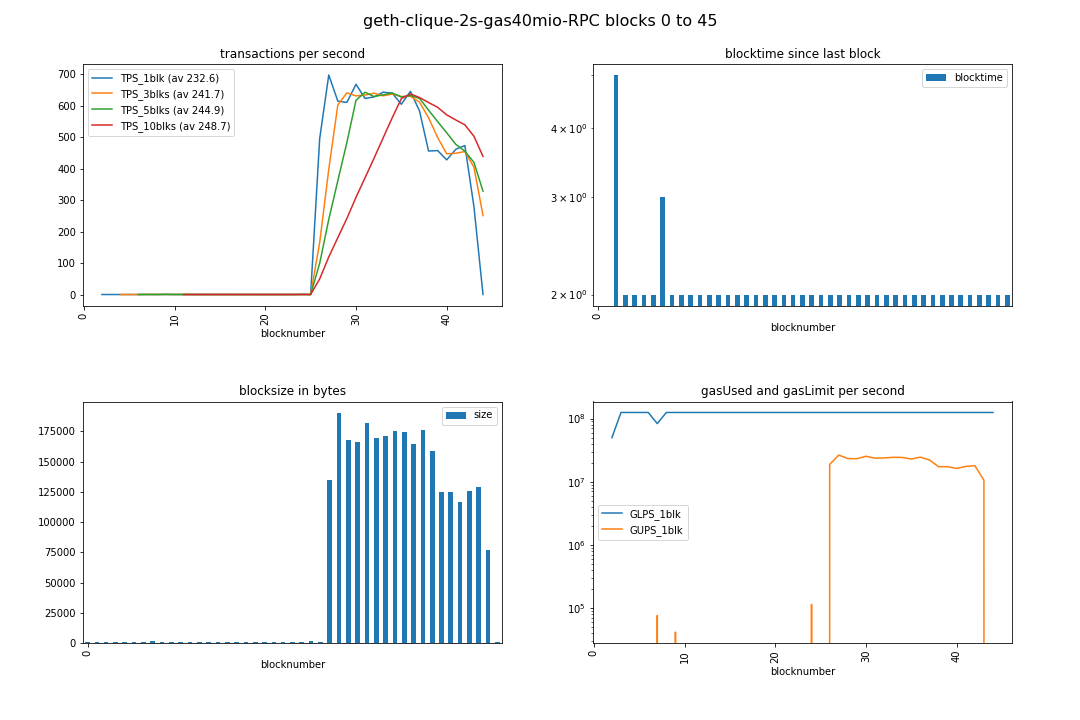 geth-clique-2s-gas40mio-RPC blocks 0 to 45
transactions per second
700
600
500
400
300
200
100
0
TPS_1blk (av 232.6)
TPS_3blks (av 241.7)
TPS_5blks (av 244.9)
TPS_10blks (av 248.7)
0
10
20
30
40
blocknumber
blocktime since last block
4 × 10⁰
3 × 10⁰
2 × 10⁰
blocktime
0
blocknumber
blocksize in bytes
175000
150000
125000
100000
75000
50000
25000
0
size
0
blocknumber
gasUsed and gasLimit per second
10⁸
10⁷
10⁶
10⁵
GLPS_1blk
GUPS_1blk
0
10
20
30
40
blocknumber